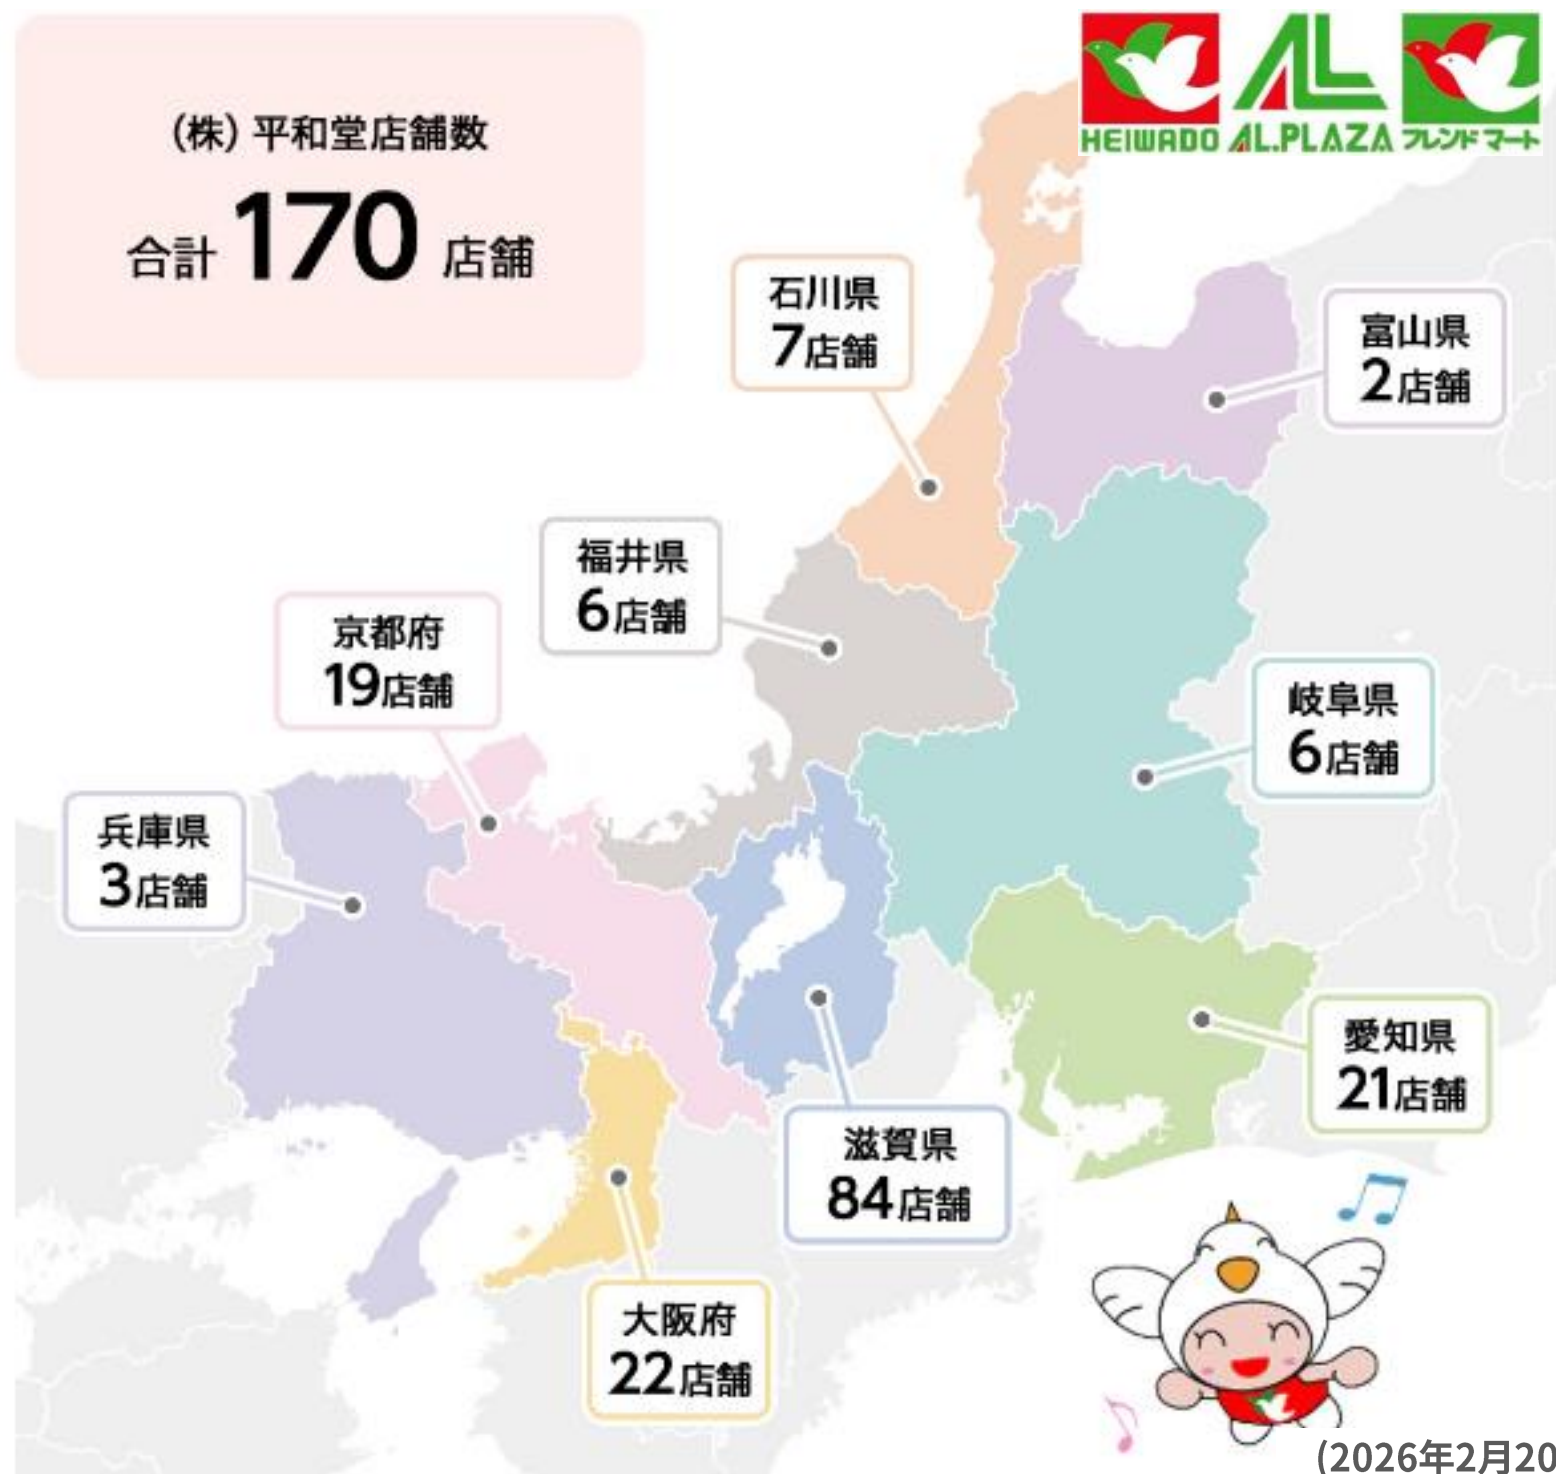 (株)平和堂店舗数
合計 170 店舗
HEIWADO AL.PLAZA フレンドマート
石川県
7店舗
富山県
2店舗
福井県
6店舗
京都府
19店舗
岐阜県
6店舗
兵庫県
3店舗
愛知県
21店舗
滋賀県
84店舗
大阪府
22店舗
(2026年2月20